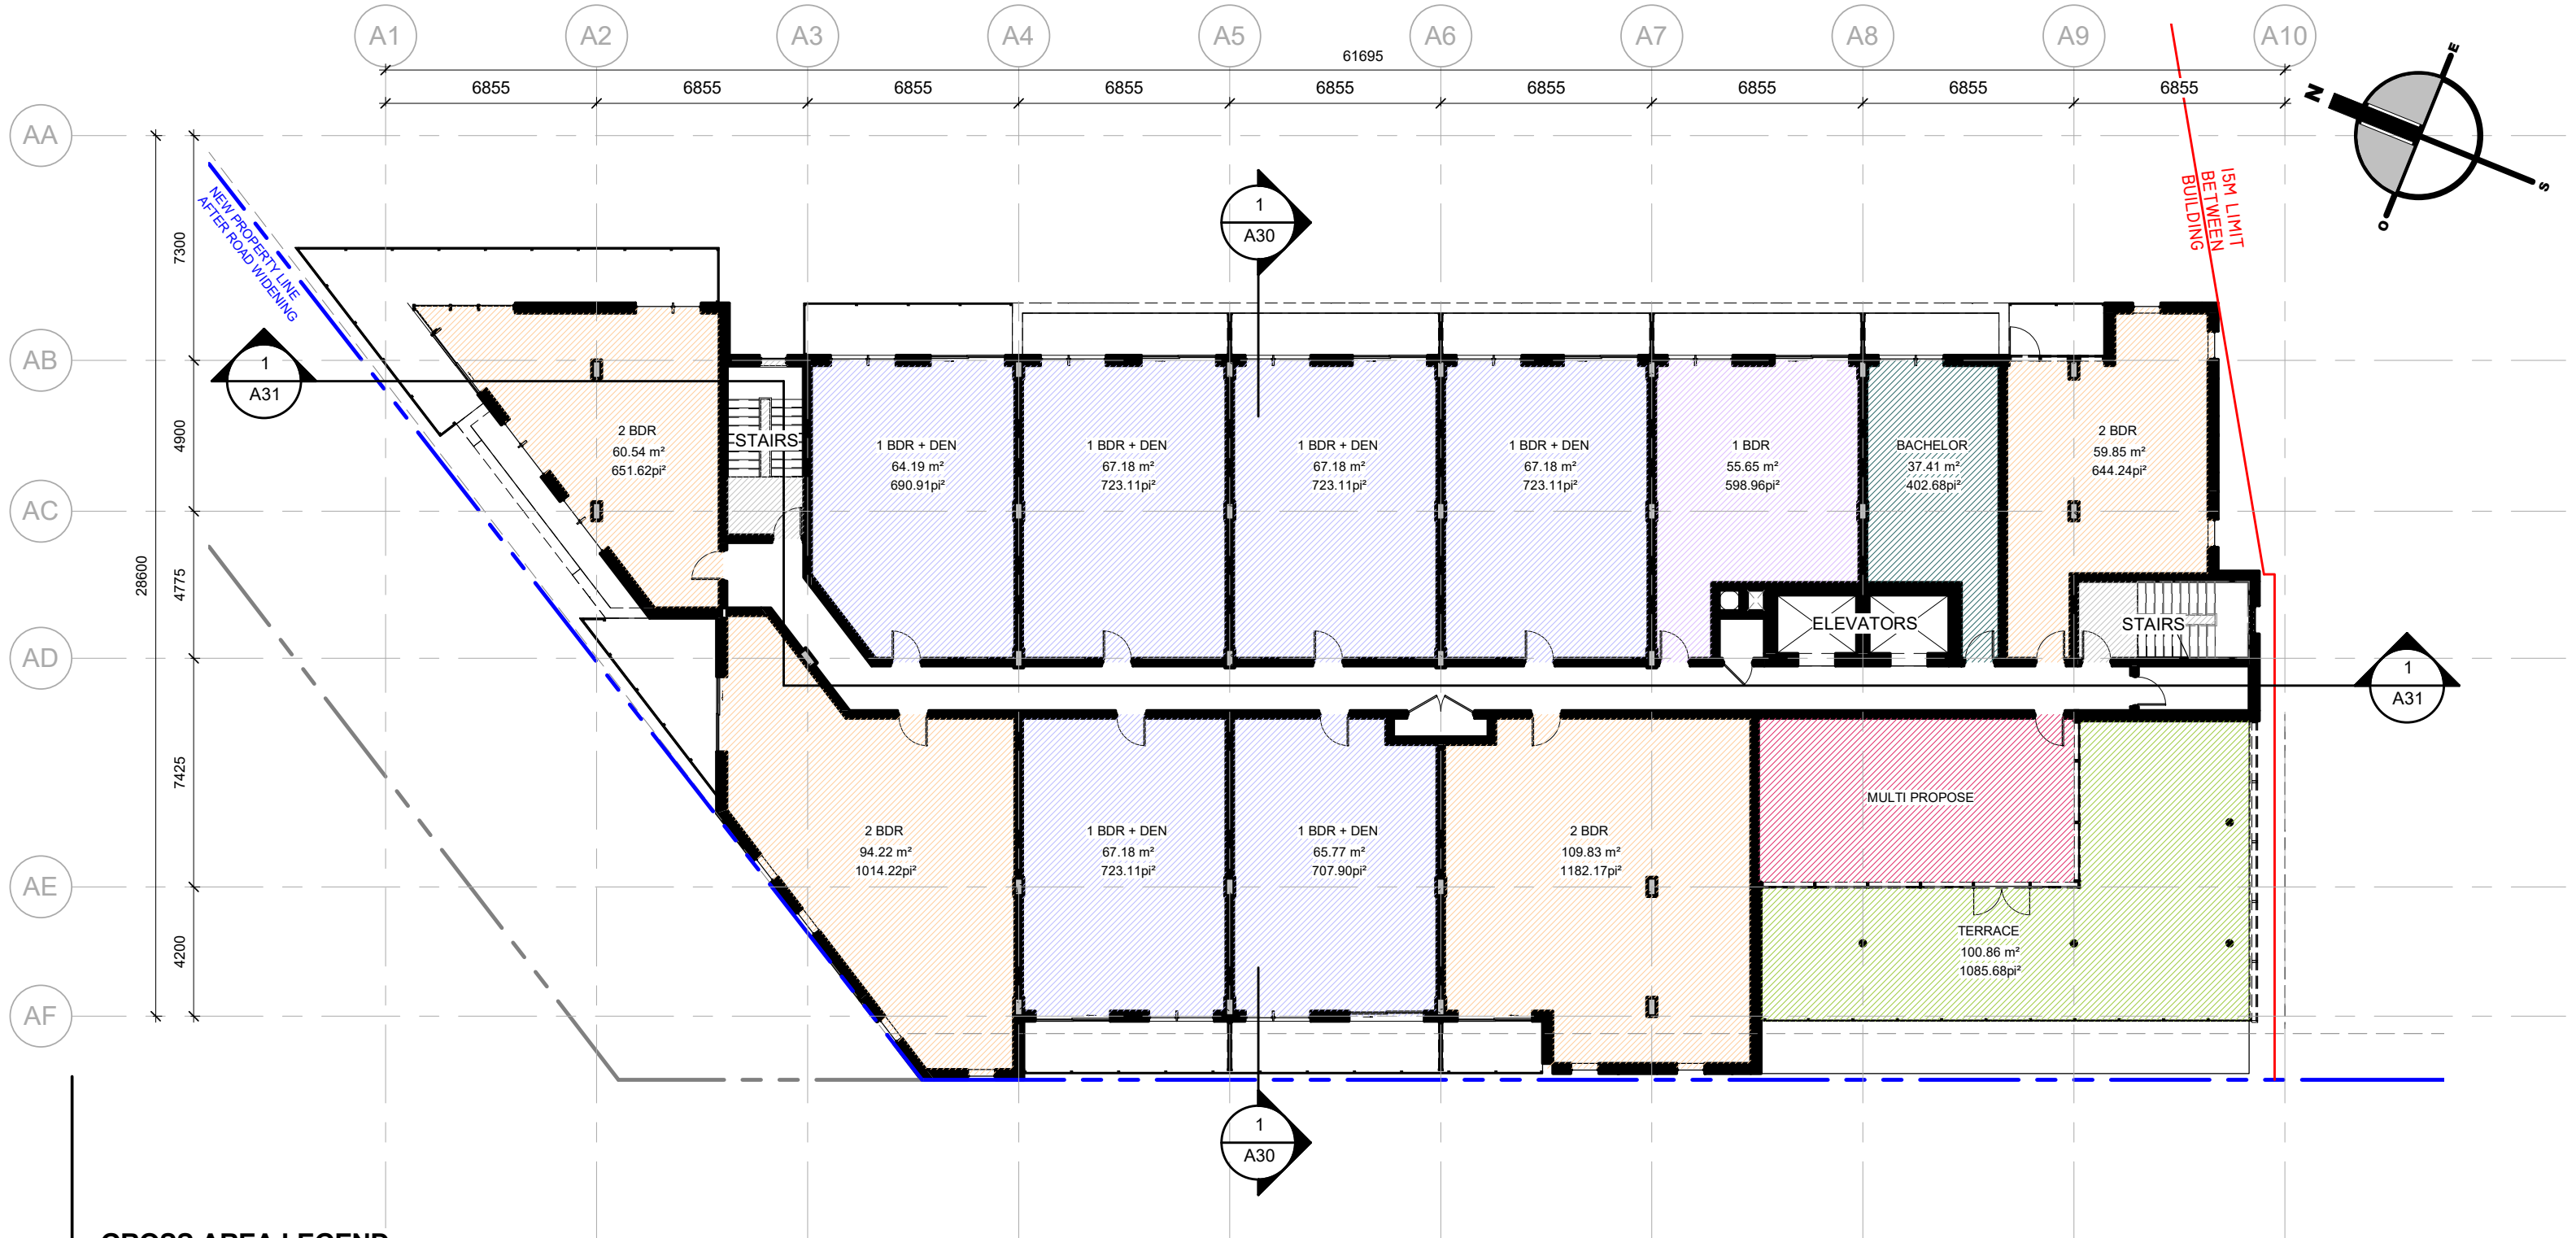 A1 A2 A3 A4 A5 A6 A7 A8 A9 A10
61695
6855 6855 6855 6855 6855 6855 6855 6855 6855
AA
AB
AC
AD
AE
AF
7300
4900
4775
7425
4200
28600
N
E
S
O
NEW PROPERTY LINE
AFTER ROAD WIDENING
15M LIMIT
BETWEEN
BUILDING
1
A30
1
A31
2 BDR
60.54 m²
651.62pi²
STAIRS
1 BDR + DEN
64.19 m²
690.91pi²
1 BDR + DEN
67.18 m²
723.11pi²
1 BDR + DEN
67.18 m²
723.11pi²
1 BDR + DEN
67.18 m²
723.11pi²
1 BDR
55.65 m²
598.96pi²
BACHELOR
37.41 m²
402.68pi²
2 BDR
59.85 m²
644.24pi²
ELEVATORS
STAIRS
1
A31
2 BDR
94.22 m²
1014.22pi²
1 BDR + DEN
67.18 m²
723.11pi²
1 BDR + DEN
65.77 m²
707.90pi²
2 BDR
109.83 m²
1182.17pi²
MULTI PROPOSE
TERRACE
100.86 m²
1085.68pi²
1
A30
GROSS AREA LEGEND